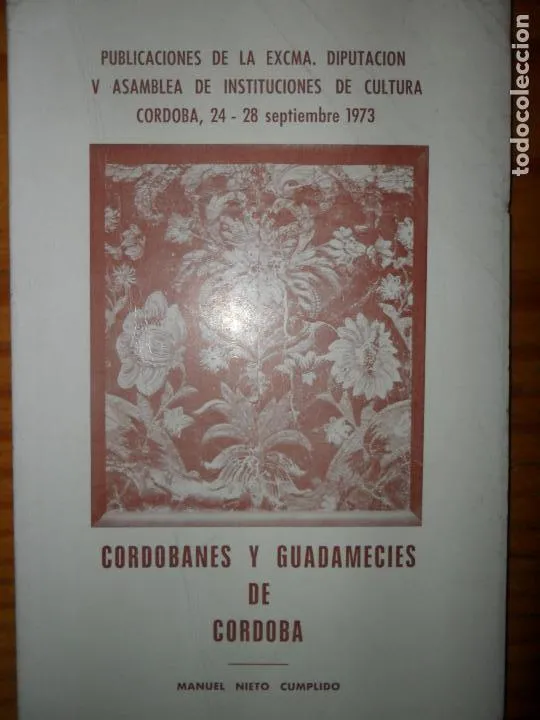 PUBLICACIONES DE LA EXCMA. DIPUTACION
V ASAMBLEA DE INSTITUCIONES DE CULTURA
CORDOBA, 24 - 28 septiembre 1973
CORDOBANES Y GUADAMECIES
DE
CORDOBA
MANUEL NIETO CUMPLIDO
todocoleccion